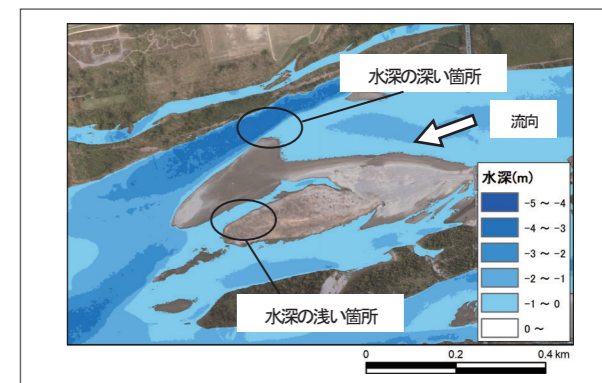 水深の深い箇所
流向
水深(m)
-5 ～ -4
-4 ～ -3
-3 ～ -2
-2 ～ -1
-1 ～ 0
0 ～
水深の浅い箇所
0 0.2 0.4 km